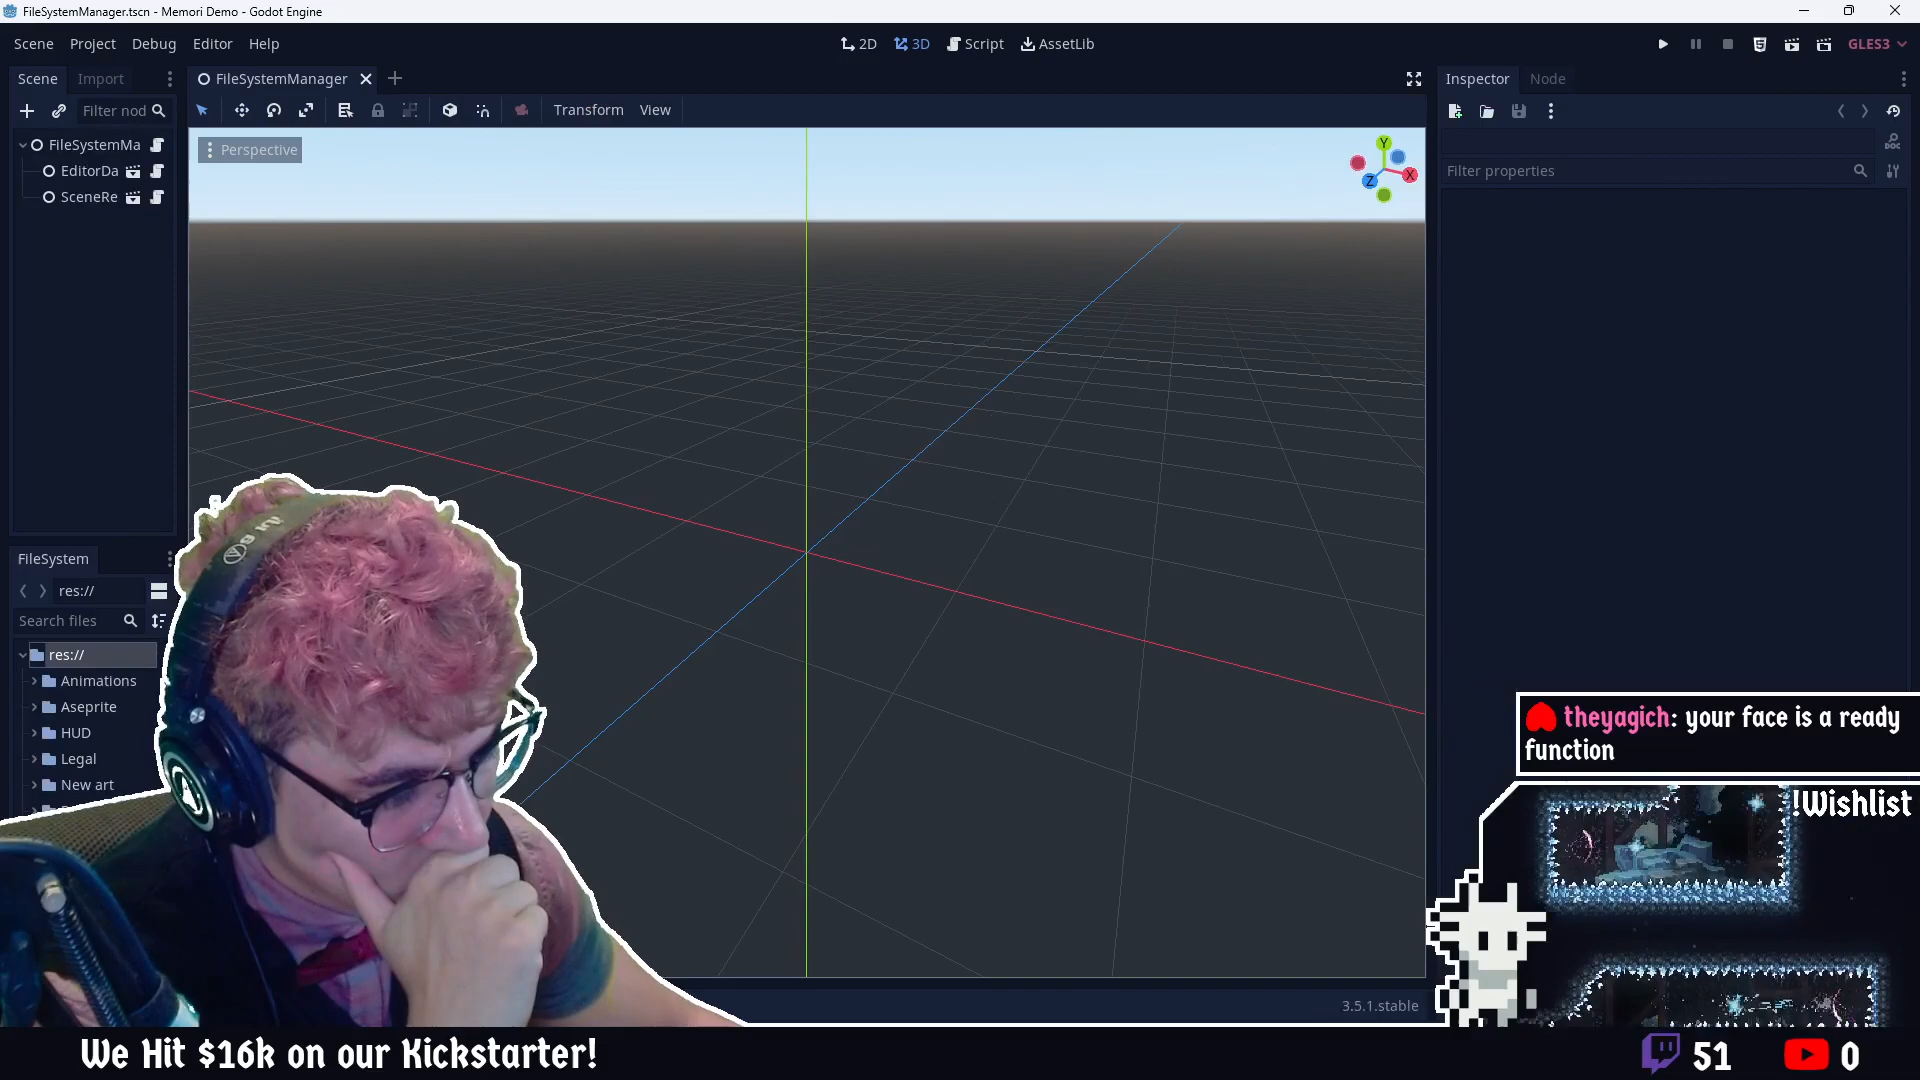 FileSystemManager.tscn - Memori Demo - Godot Engine
Scene Project Debug Editor Help
2D 3D Script AssetLib
GLES3
Scene Import
FileSystemManager
Inspector Node
Filter nod
Transform View
FileSystemMa
EditorDa
SceneRe
Perspective
Y
X
Z
DOC
Filter properties
FileSystem
res://
Search files
res://
Animations
Aseprite
HUD
Legal
New art
theyagich: your face is a ready
function
!Wishlist
3.5.1.stable
We Hit $16k on our Kickstarter!
51
0